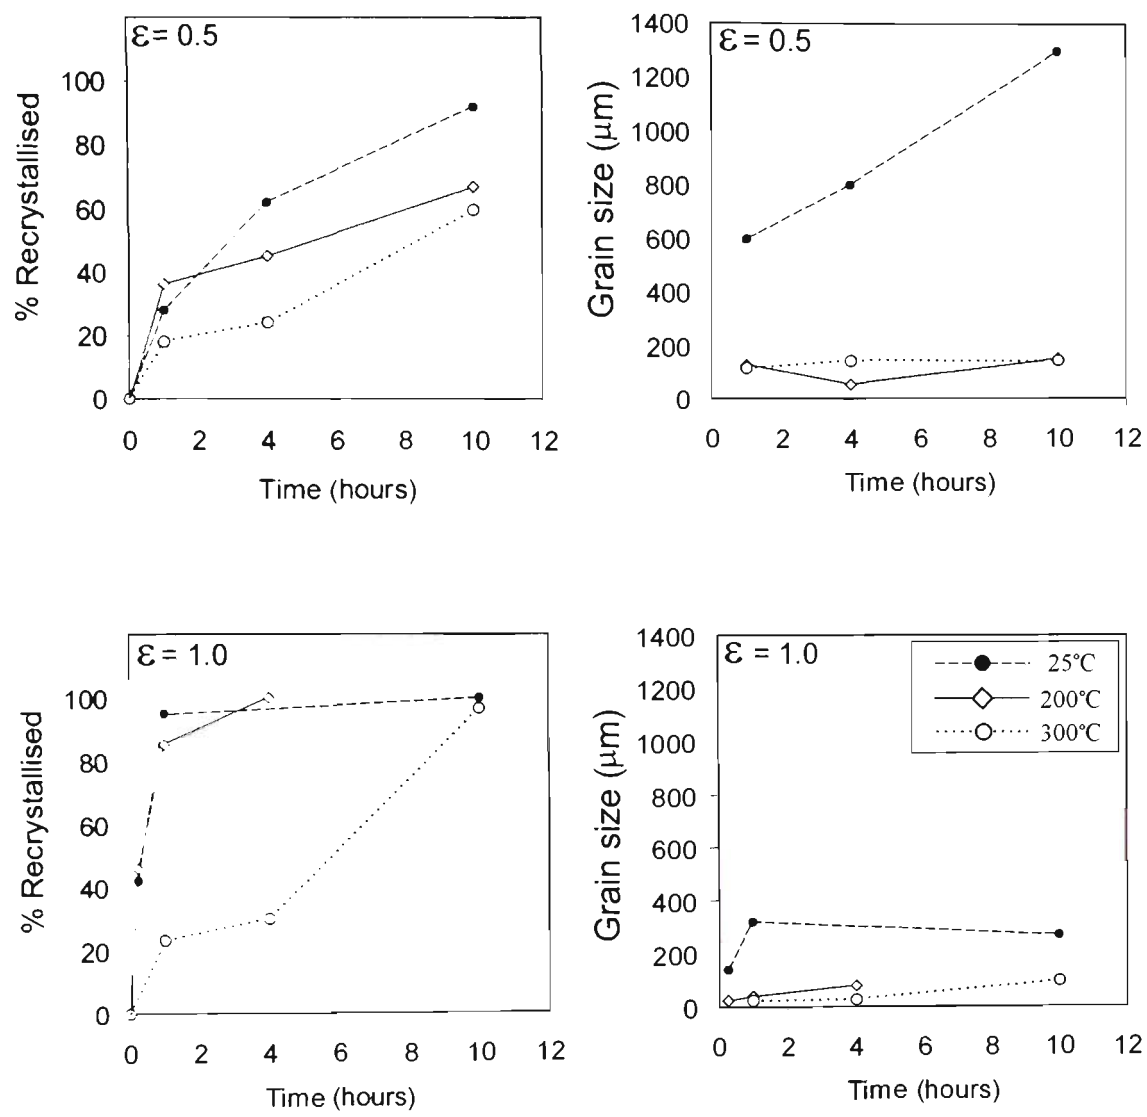 ε = 0.5
100
80
60
40
20
0
% Recrystallised
0 2 4 6 8 10 12
Time (hours)
ε = 0.5
1400
1200
1000
800
600
400
200
0
Grain size (μm)
0 2 4 6 8 10 12
Time (hours)
ε = 1.0
100
80
60
40
20
0
% Recrystallised
0 2 4 6 8 10 12
Time (hours)
ε = 1.0
1400
1200
1000
800
600
400
200
0
Grain size (μm)
25°C
200°C
300°C
0 2 4 6 8 10 12
Time (hours)